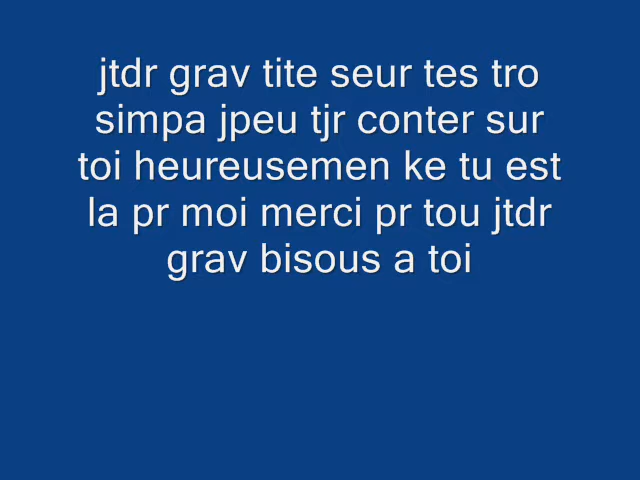 jtdr grav tite seur tes tro
simpa jpeu tjr conter sur
toi heureusemen ke tu est
la pr moi merci pr tou jtdr
grav bisous a toi